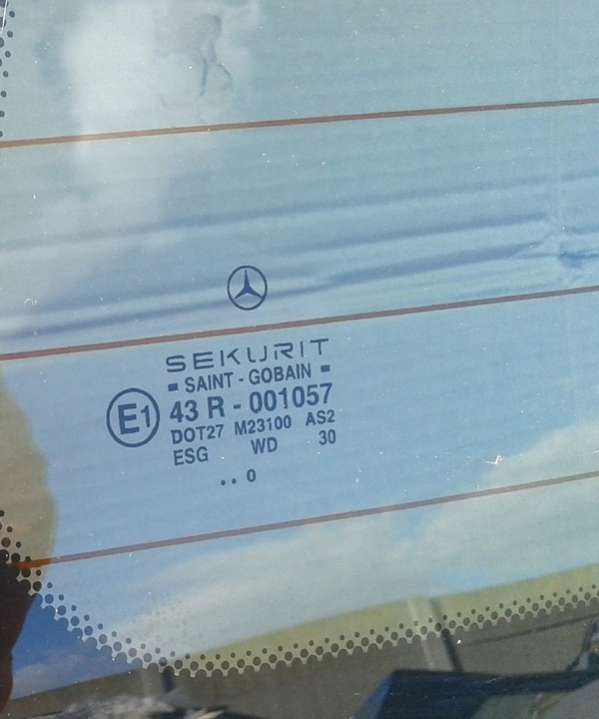 SEKURIT
SAINT - GOBAIN
E1
43 R - 001057
DOT27 M23100 AS2
ESG WD 30
.. 0